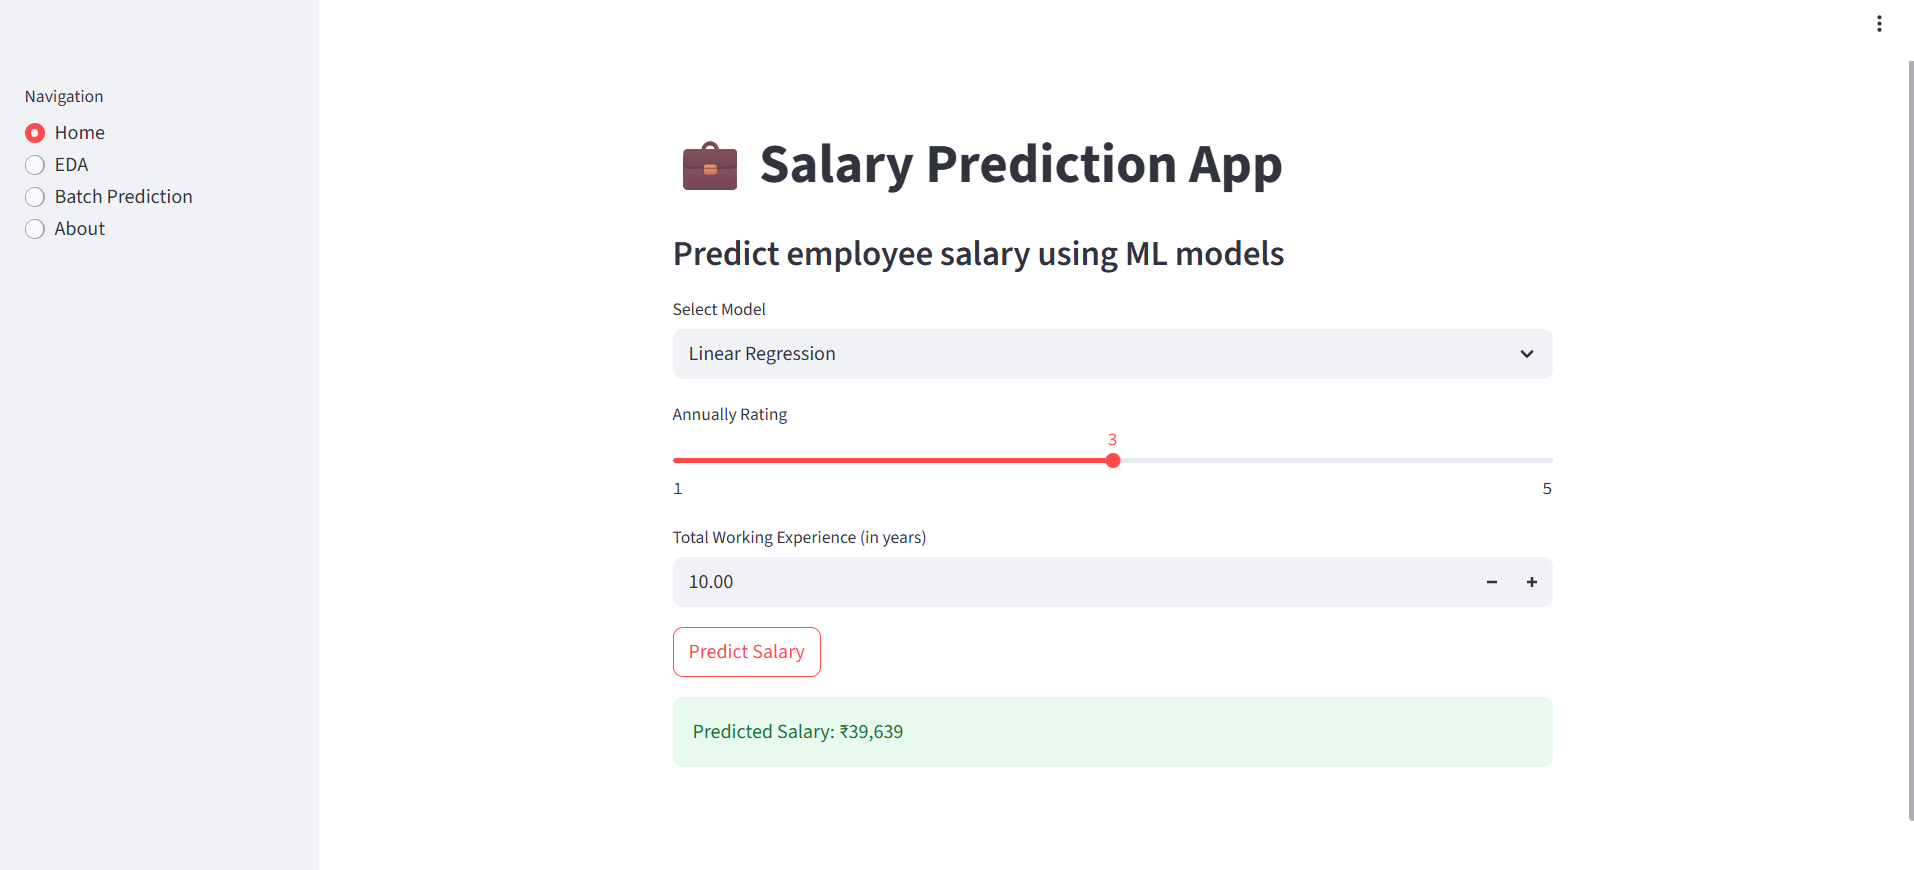 Navigation
Home
EDA
Batch Prediction
About
Salary Prediction App
Predict employee salary using ML models
Select Model
Linear Regression
Annually Rating
3
1 5
Total Working Experience (in years)
10.00
Predict Salary
Predicted Salary: ₹39,639